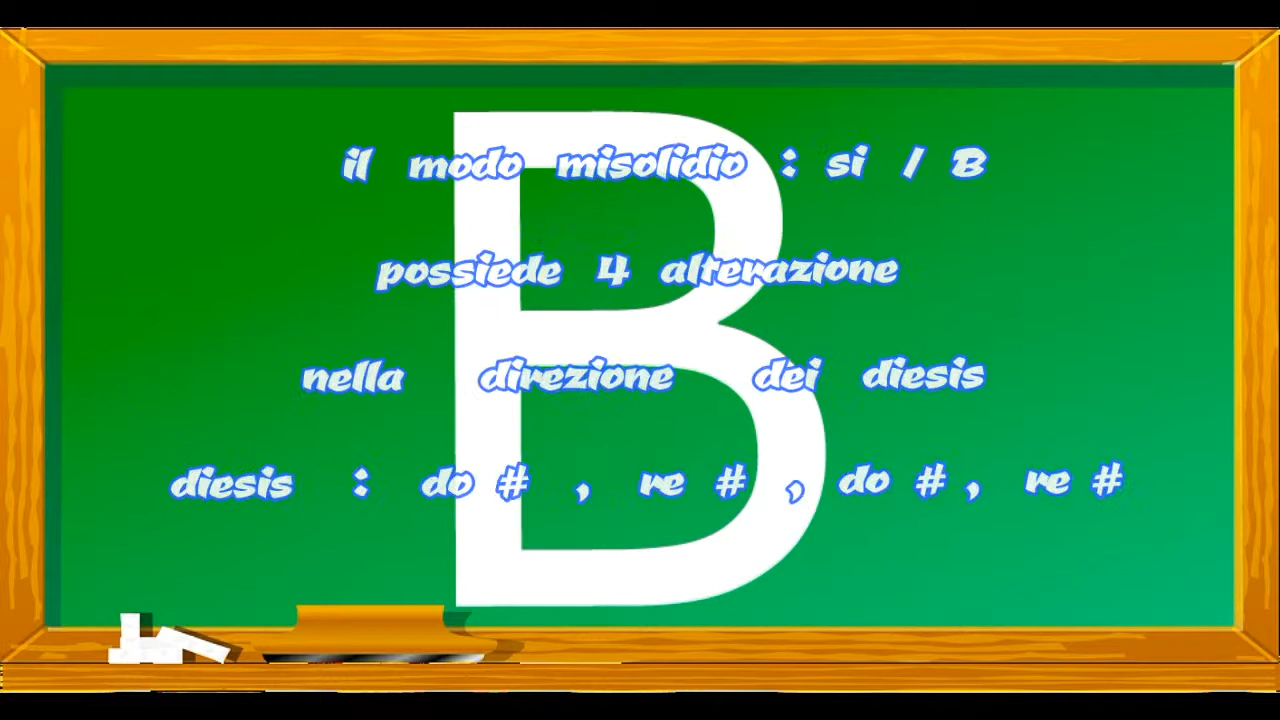 B
il modo misolidio : si / B
possiede 4 alterazione
nella direzione dei diesis
diesis : do # , re # , do # , re #